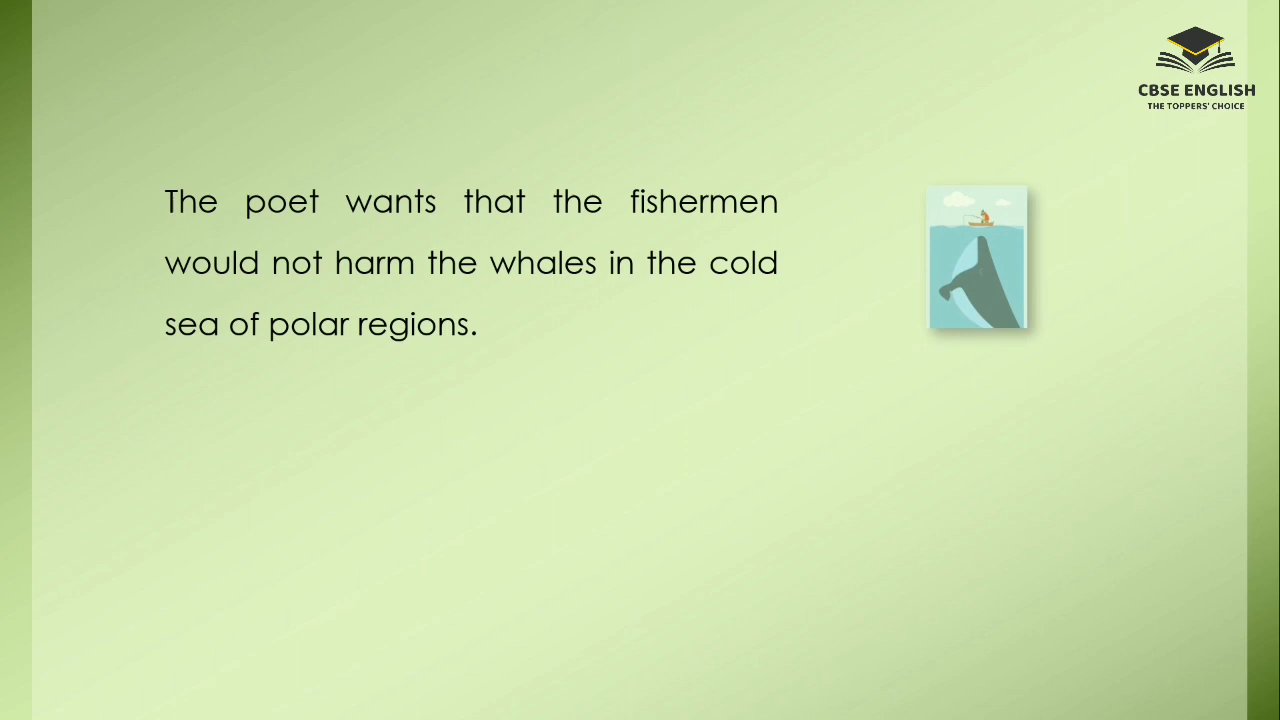 CBSE ENGLISH
THE TOPPERS' CHOICE
The poet wants that the fishermen
would not harm the whales in the cold
sea of polar regions.